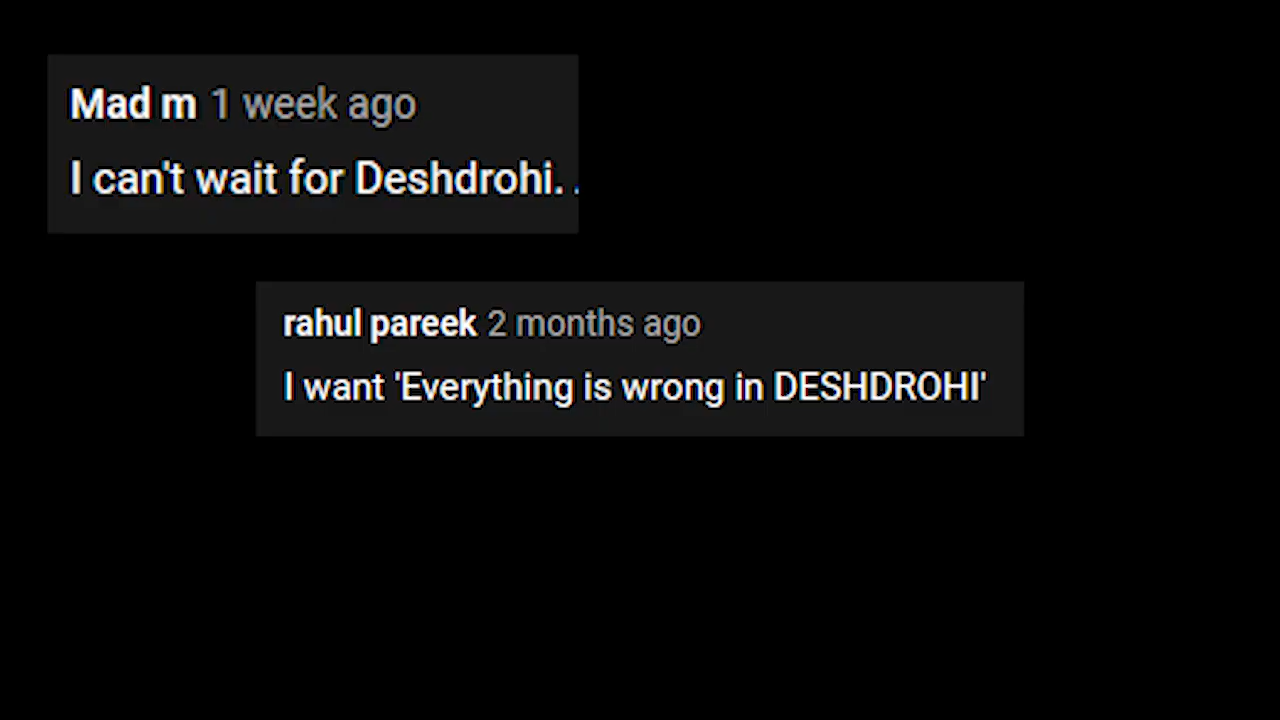 Mad m 1 week ago
I can't wait for Deshdrohi. .
rahul pareek 2 months ago
I want 'Everything is wrong in DESHDROHI'